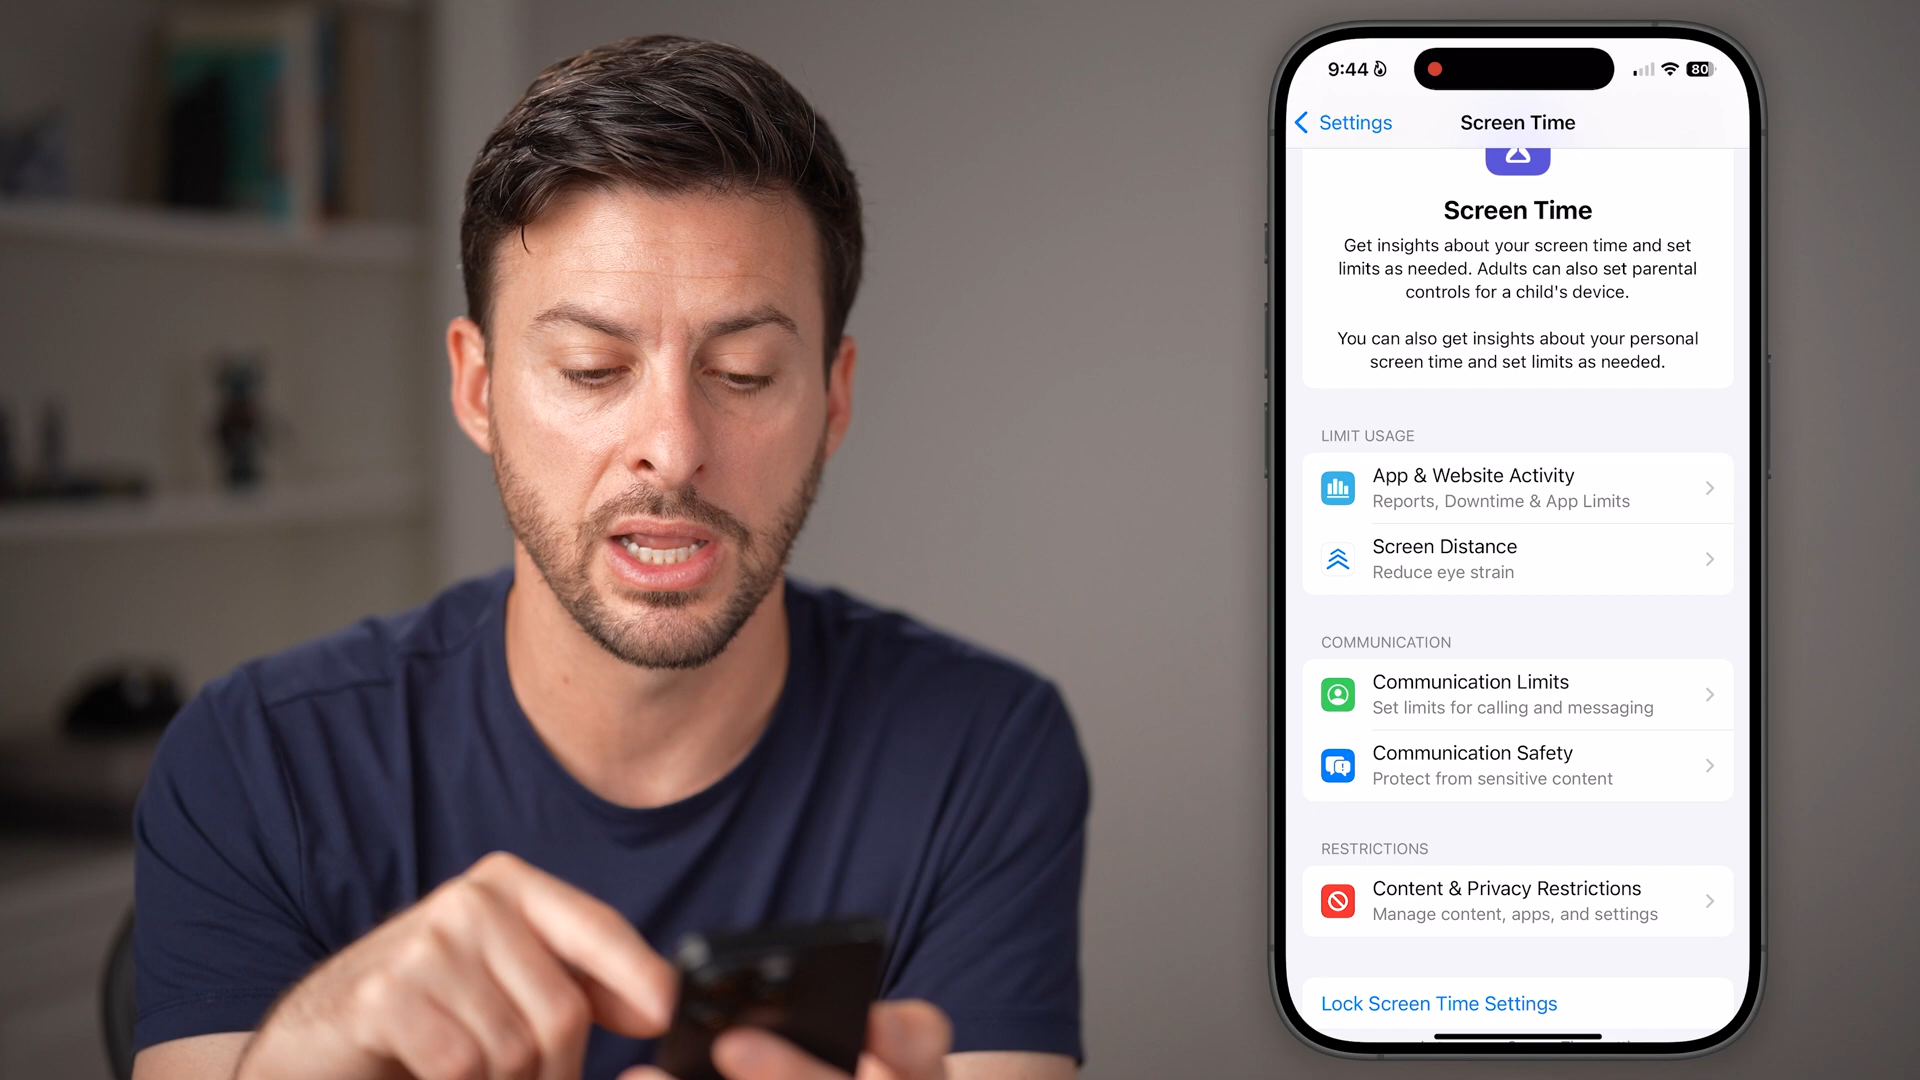 9:44
80
Settings
Screen Time
Screen Time
Get insights about your screen time and set
limits as needed. Adults can also set parental
controls for a child's device.
You can also get insights about your personal
screen time and set limits as needed.
LIMIT USAGE
App & Website Activity
Reports, Downtime & App Limits
Screen Distance
Reduce eye strain
COMMUNICATION
Communication Limits
Set limits for calling and messaging
Communication Safety
Protect from sensitive content
RESTRICTIONS
Content & Privacy Restrictions
Manage content, apps, and settings
Lock Screen Time Settings